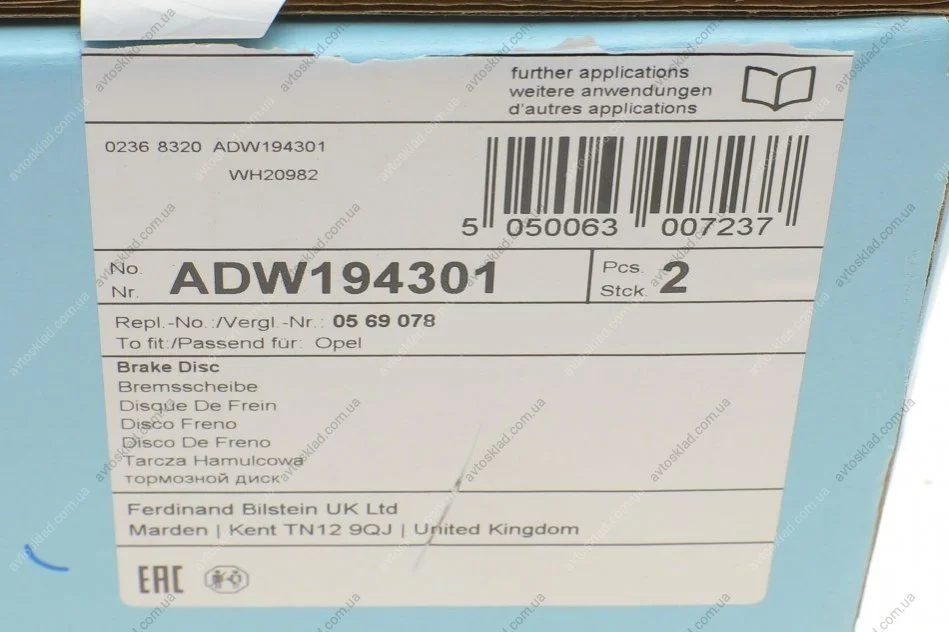 further applications
weitere anwendungen
d'autres applications
0236 8320 ADW194301
WH20982
5 050063 007237
No.
Nr. ADW194301
Pcs.
Stck. 2
Repl.-No.:/Vergl.-Nr.: 05 69 078
To fit:/Passend für: Opel
Brake Disc
Bremsscheibe
Disque De Frein
Disco Freno
Disco De Freno
Tarcza Hamulcowa
тормозной диск
Ferdinand Bilstein UK Ltd
Marden | Kent TN12 9QJ | United Kingdom
EAC
avtosklad.com.ua